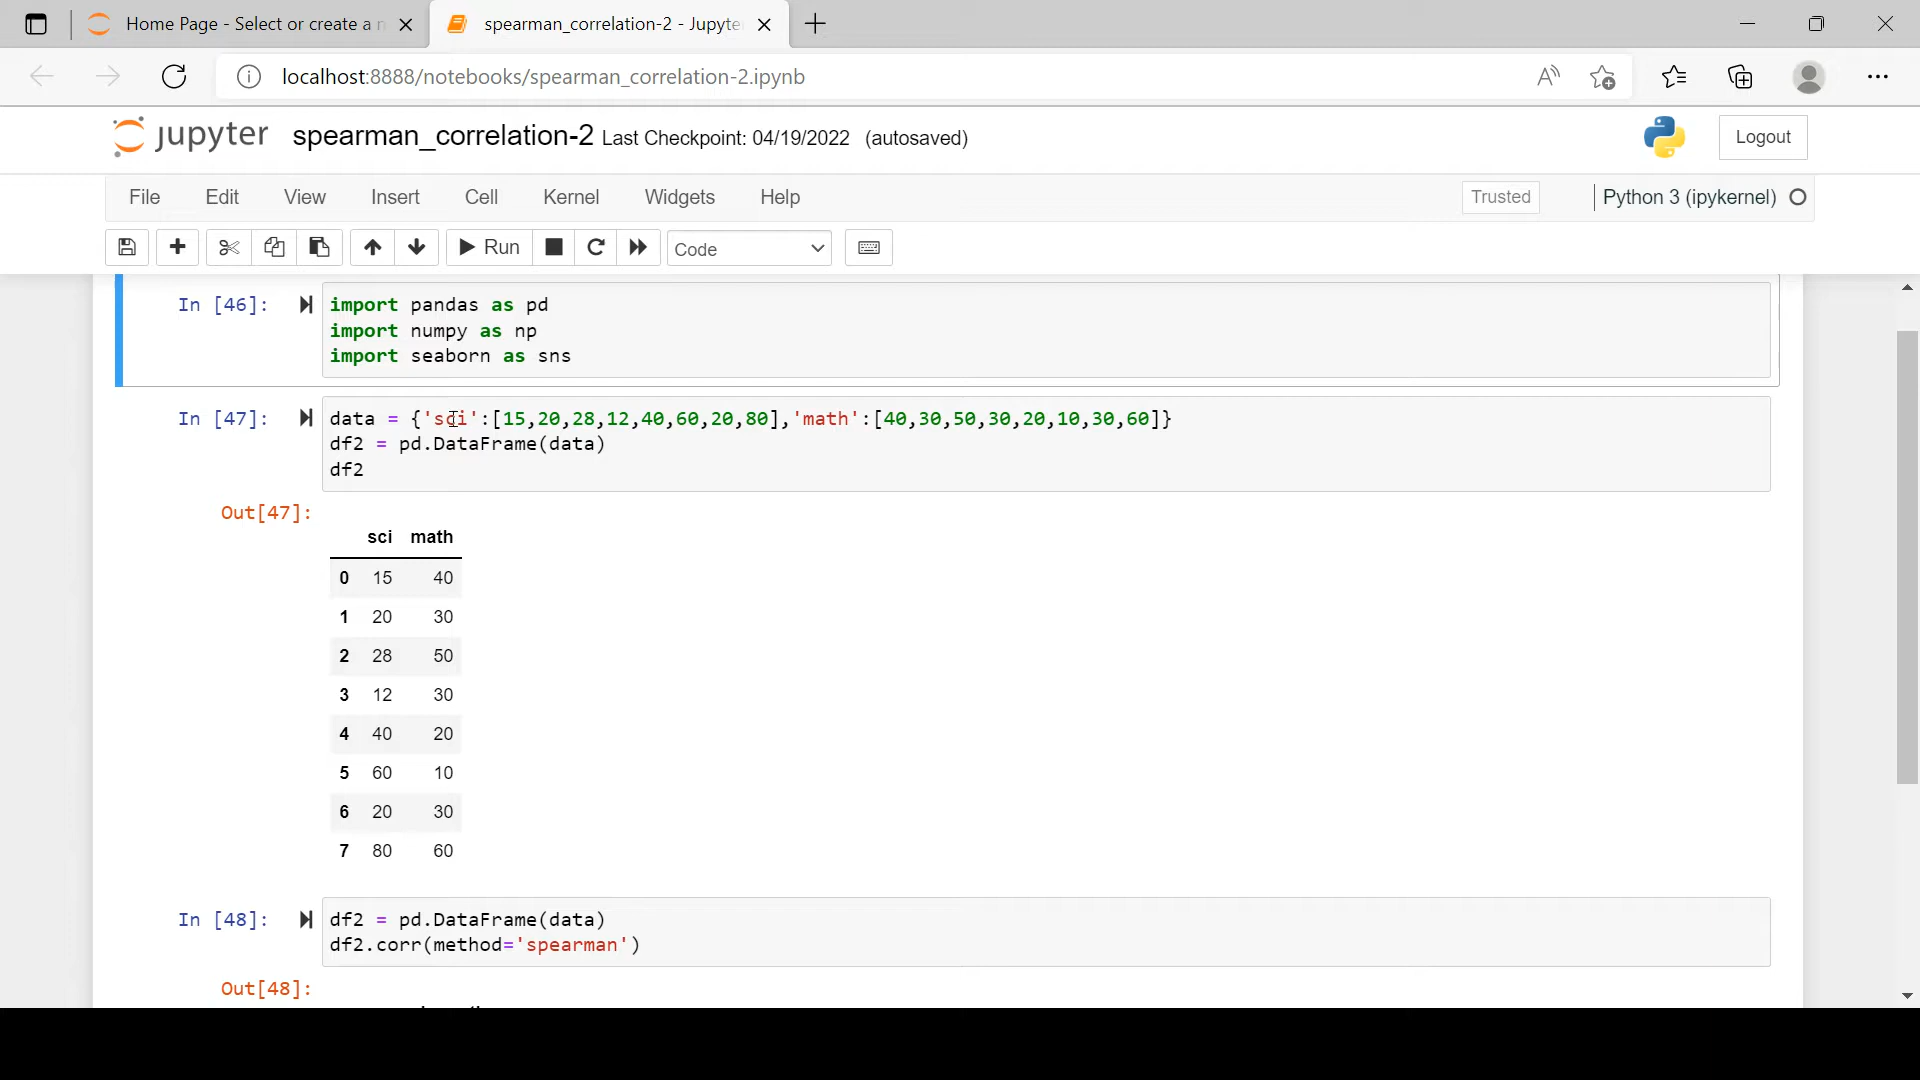 Home Page - Select or create a n
spearman_correlation-2 - Jupyte
localhost:8888/notebooks/spearman_correlation-2.ipynb
jupyter spearman_correlation-2 Last Checkpoint: 04/19/2022 (autosaved)
Logout
File Edit View Insert Cell Kernel Widgets Help
Trusted
Python 3 (ipykernel)
Run
Code
In [46]:
import pandas as pd
import numpy as np
import seaborn as sns
In [47]:
data = {'sci':[15,20,28,12,40,60,20,80],'math':[40,30,50,30,20,10,30,60]}
df2 = pd.DataFrame(data)
df2
Out[47]:
sci math
0 15 40
1 20 30
2 28 50
3 12 30
4 40 20
5 60 10
6 20 30
7 80 60
In [48]:
df2 = pd.DataFrame(data)
df2.corr(method='spearman')
Out[48]: